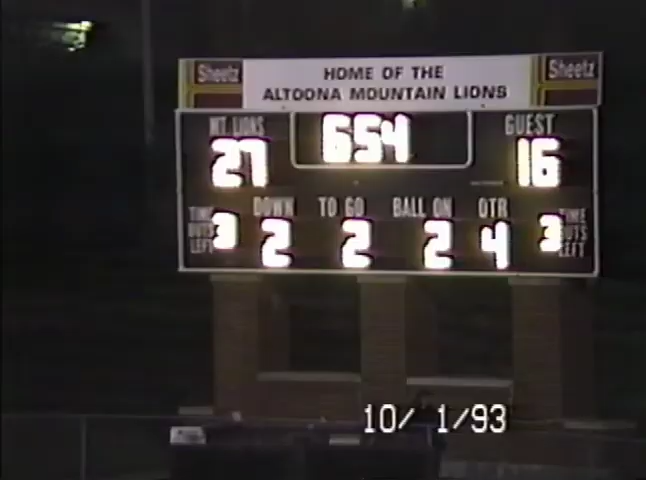 Sheetz HOME OF THE Sheetz
ALTOONA MOUNTAIN LIONS
MT. LIONS 654 GUEST
27 16
TIME OUTS LEFT 3 DOWN TO GO BALL ON QTR 3 TIME OUTS LEFT
2 2 2 4
10/ 1/93